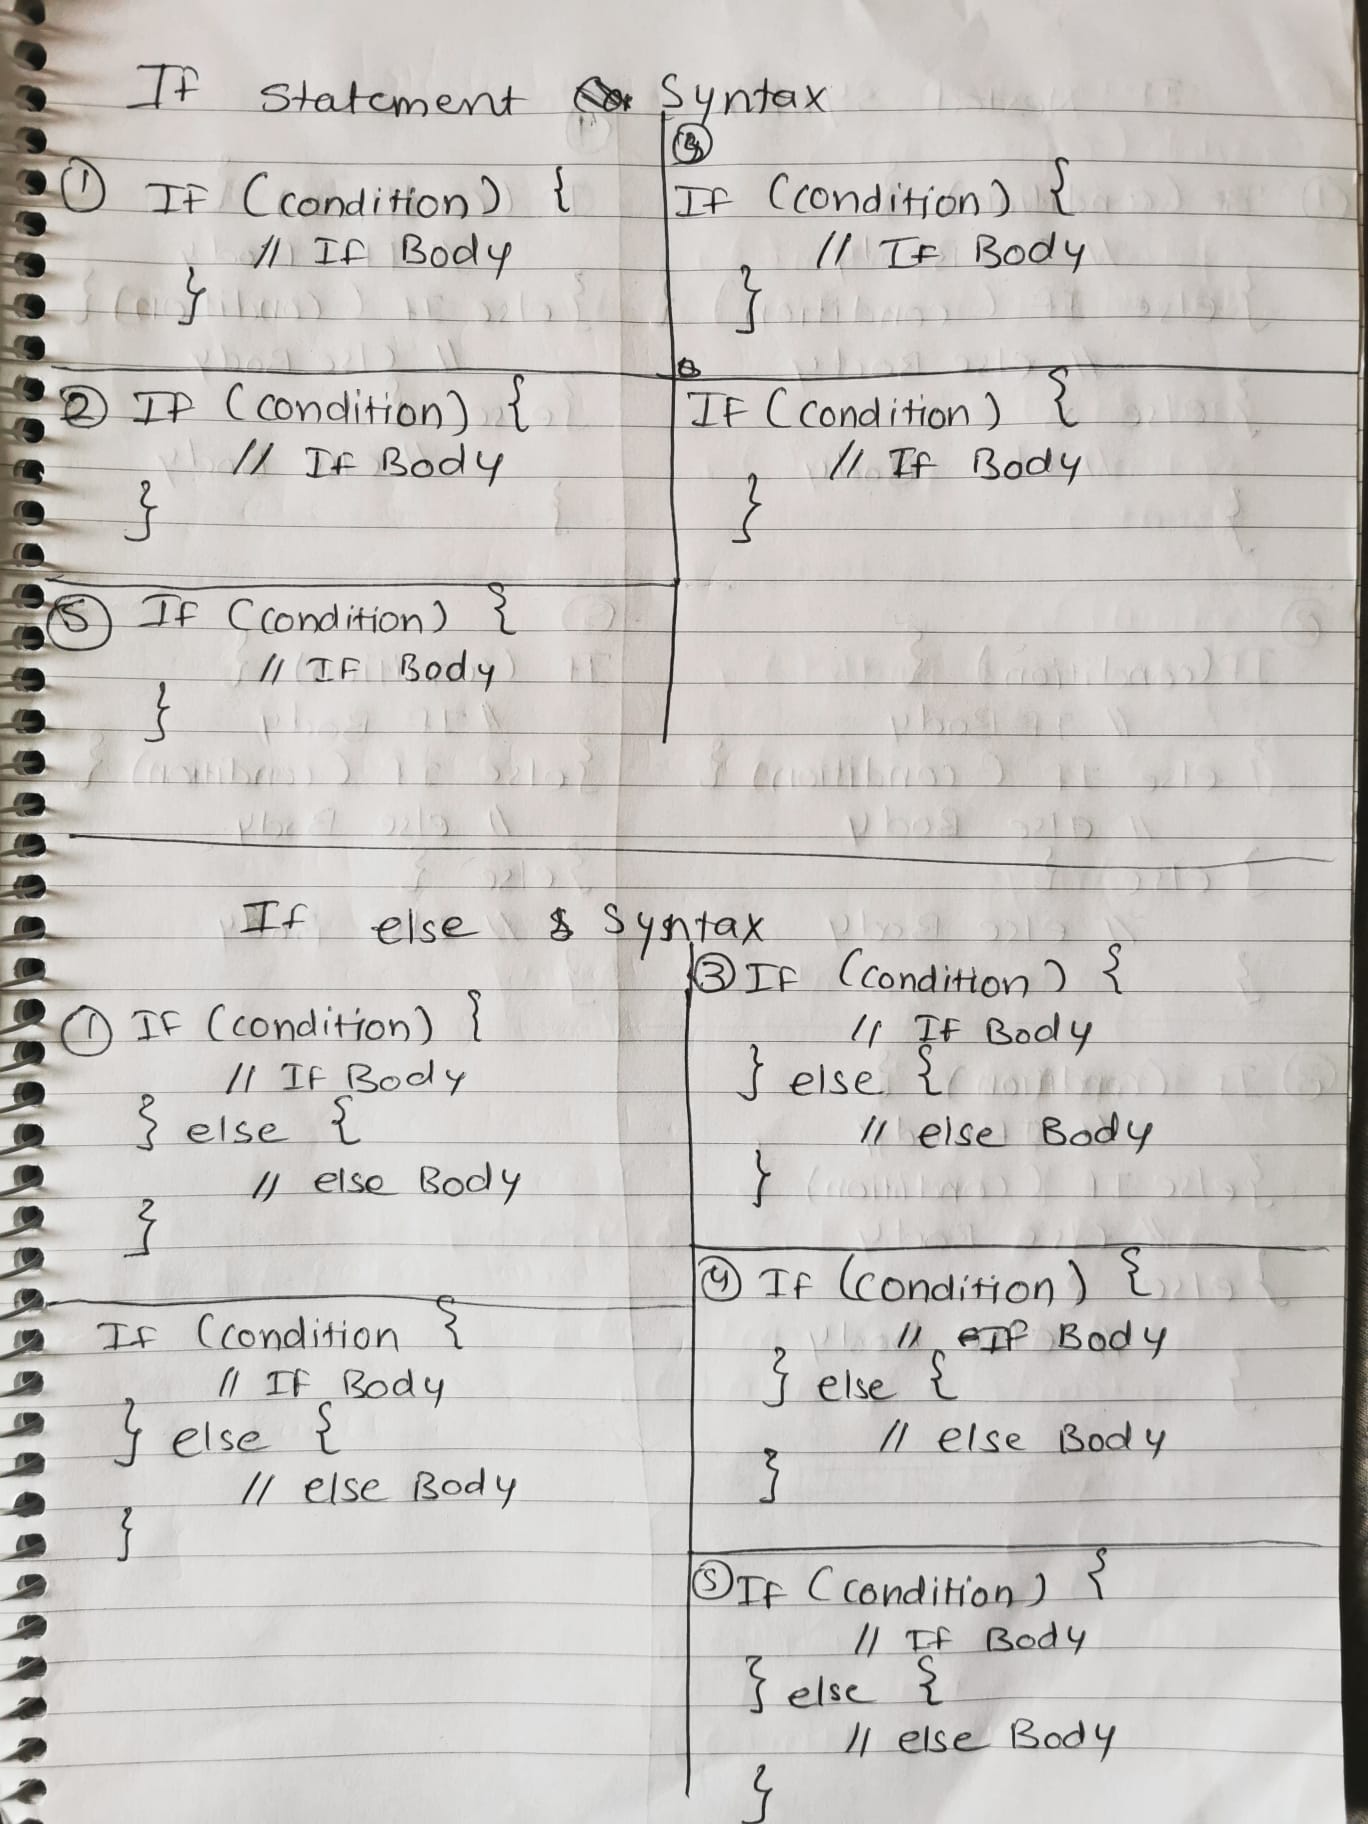 If statement Syntax
① If (condition) {
// If Body
}
② If (condition) {
// If Body
}
⑤ If (condition) {
// If Body
}
③
If (condition) {
// If Body
}
If (condition) {
// If Body
}
If else Syntax
① If (condition) {
// If Body
} else {
// else Body
}
If (condition {
// If Body
} else {
// else Body
}
③ If (condition) {
// If Body
} else {
// else Body
}
④ If (condition) {
// If Body
} else {
// else Body
}
⑤ If (condition) {
// If Body
} else {
// else Body
}